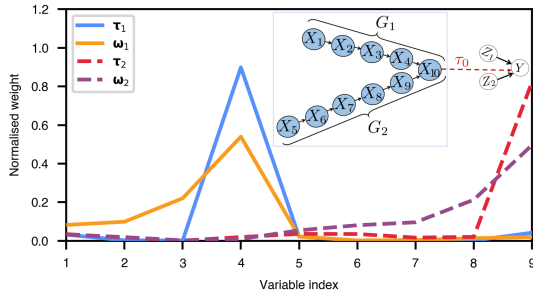 1.2
1.0
0.8
0.6
0.4
0.2
0.0
Normalised weight
1 2 3 4 5 6 7 8 9
Variable index
τ₁
ω₁
τ₂
ω₂
G₁
X₁
X₂
X₃
X₄
X₁₀
X₉
X₈
X₇
X₆
X₅
G₂
τ₀
Z₁
Z₂
Y